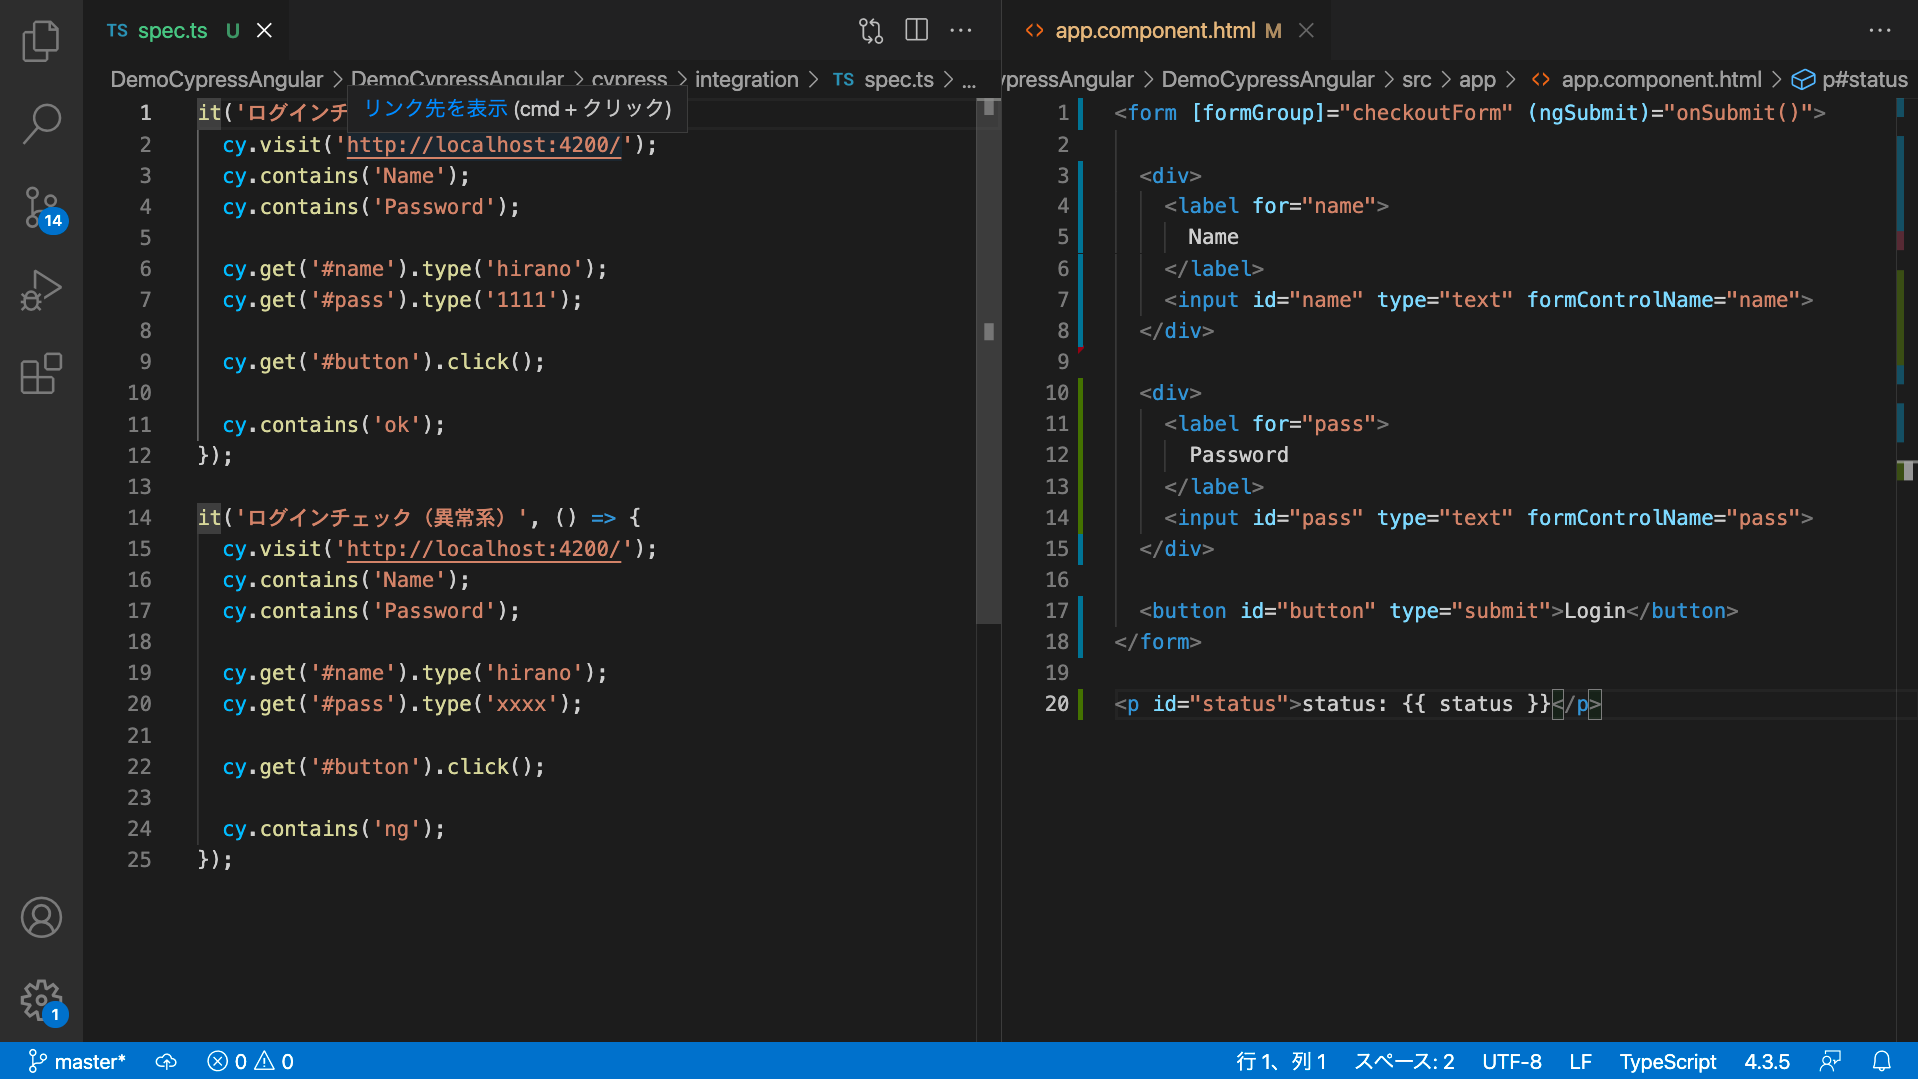 TS spec.ts U
DemoCypressAngular > DemoCypressAngular > cypress > integration > TS spec.ts > ...
リンク先を表示 (cmd + クリック)
1 it('ログインチ
2 cy.visit('http://localhost:4200/');
3 cy.contains('Name');
4 cy.contains('Password');
5
6 cy.get('#name').type('hirano');
7 cy.get('#pass').type('1111');
8
9 cy.get('#button').click();
10
11 cy.contains('ok');
12 });
13
14 it('ログインチェック（異常系）', () => {
15 cy.visit('http://localhost:4200/');
16 cy.contains('Name');
17 cy.contains('Password');
18
19 cy.get('#name').type('hirano');
20 cy.get('#pass').type('xxxx');
21
22 cy.get('#button').click();
23
24 cy.contains('ng');
25 });
<> app.component.html M
ypressAngular > DemoCypressAngular > src > app > <> app.component.html > p#status
1 <form [formGroup]="checkoutForm" (ngSubmit)="onSubmit()">
2
3 <div>
4 <label for="name">
5 Name
6 </label>
7 <input id="name" type="text" formControlName="name">
8 </div>
9
10 <div>
11 <label for="pass">
12 Password
13 </label>
14 <input id="pass" type="text" formControlName="pass">
15 </div>
16
17 <button id="button" type="submit">Login</button>
18 </form>
19
20 <p id="status">status: {{ status }}</p>
14
1
master* 0 0 行 1、列 1 スペース: 2 UTF-8 LF TypeScript 4.3.5